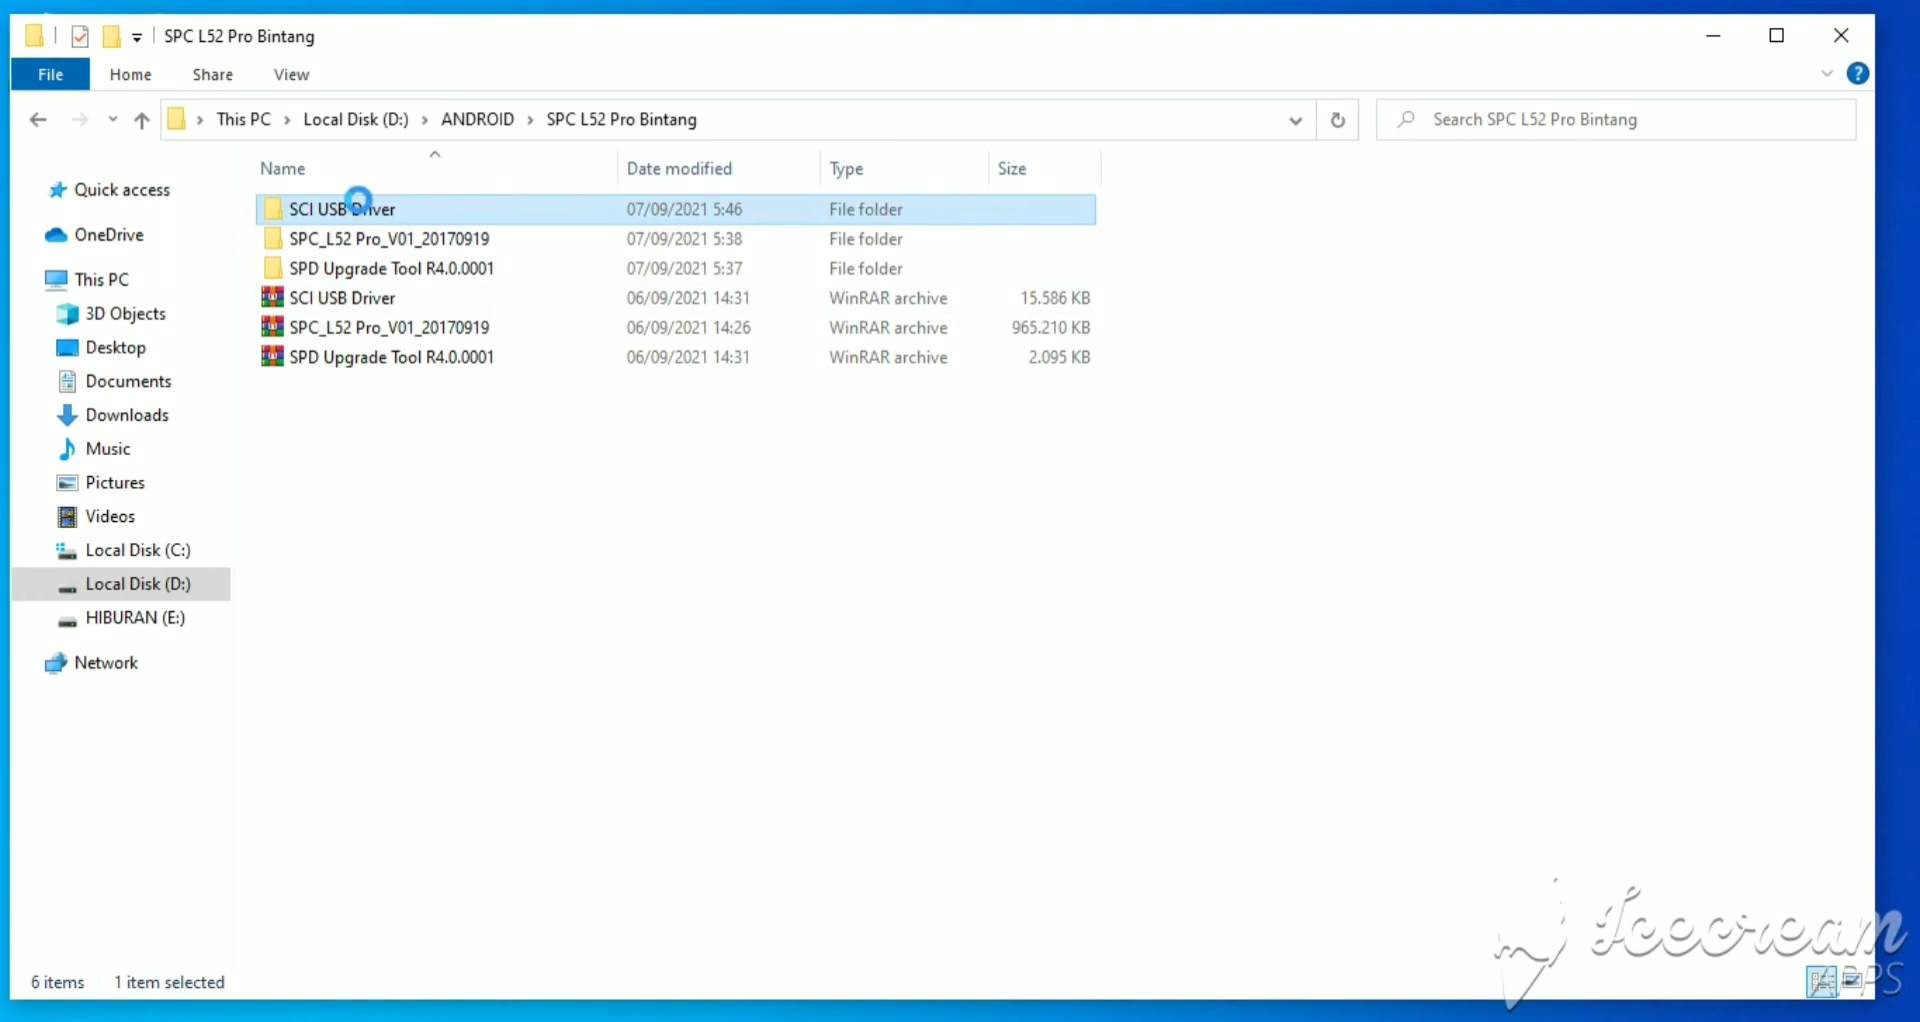 SPC L52 Pro Bintang
File Home Share View
This PC › Local Disk (D:) › ANDROID › SPC L52 Pro Bintang
Search SPC L52 Pro Bintang
Name Date modified Type Size
Quick access
OneDrive
This PC
3D Objects
Desktop
Documents
Downloads
Music
Pictures
Videos
Local Disk (C:)
Local Disk (D:)
HIBURAN (E:)
Network
SCI USB Driver 07/09/2021 5:46 File folder
SPC_L52 Pro_V01_20170919 07/09/2021 5:38 File folder
SPD Upgrade Tool R4.0.0001 07/09/2021 5:37 File folder
SCI USB Driver 06/09/2021 14:31 WinRAR archive 15.586 KB
SPC_L52 Pro_V01_20170919 06/09/2021 14:26 WinRAR archive 965.210 KB
SPD Upgrade Tool R4.0.0001 06/09/2021 14:31 WinRAR archive 2.095 KB
6 items 1 item selected
Icecream
APPS